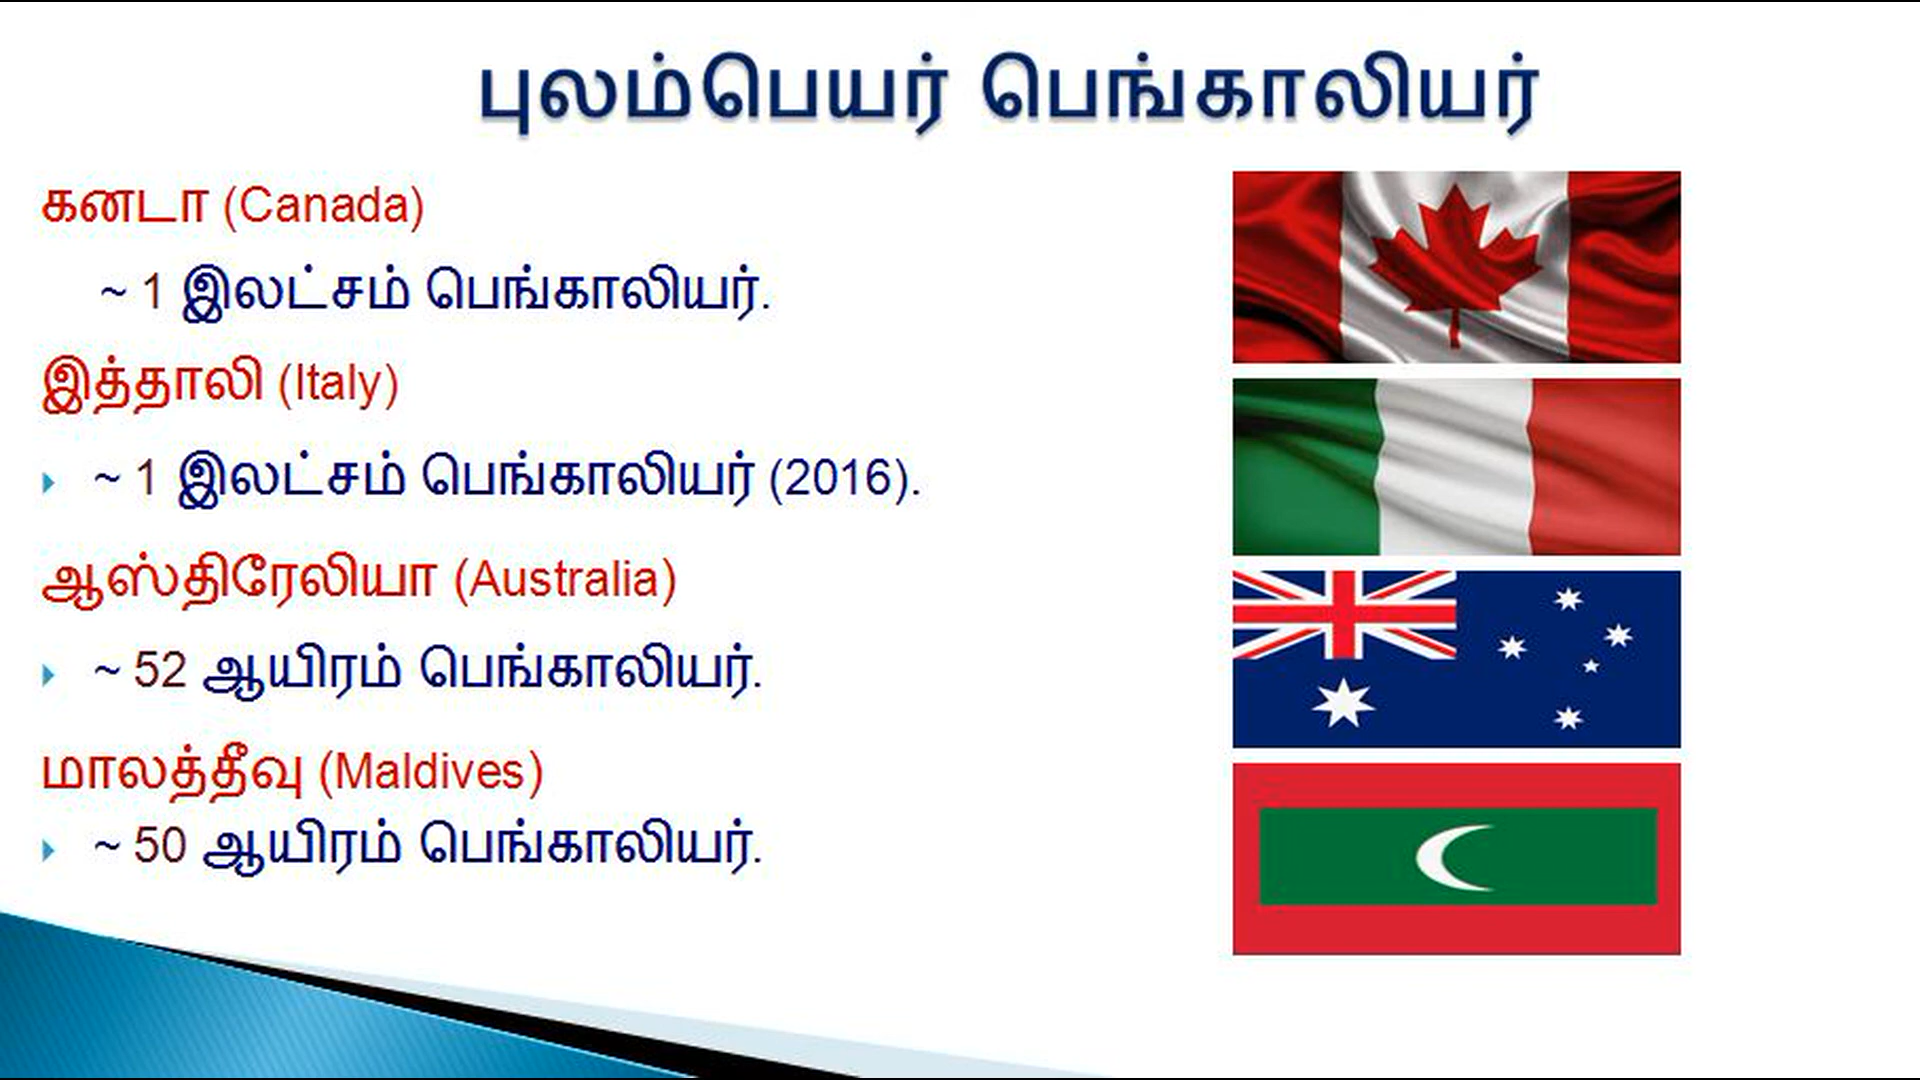 புலம்பெயர் பெங்காலியர்
கனடா (Canada)
~ 1 இலட்சம் பெங்காலியர்.
இத்தாலி (Italy)
~ 1 இலட்சம் பெங்காலியர் (2016).
ஆஸ்திரேலியா (Australia)
~ 52 ஆயிரம் பெங்காலியர்.
மாலத்தீவு (Maldives)
~ 50 ஆயிரம் பெங்காலியர்.